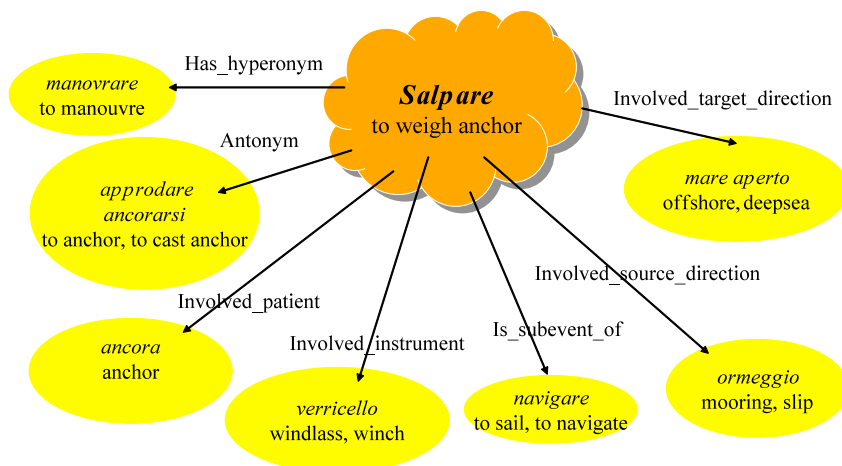 Has_hyperonym
manovrare
to manouvre
Salpare
to weigh anchor
Involved_target_direction
Antonym
mare aperto
offshore, deepsea
approdare
ancorarsi
to anchor, to cast anchor
Involved_source_direction
Involved_patient
Is_subevent_of
Involved_instrument
ancora
anchor
ormeggio
mooring, slip
verricello
windlass, winch
navigare
to sail, to navigate